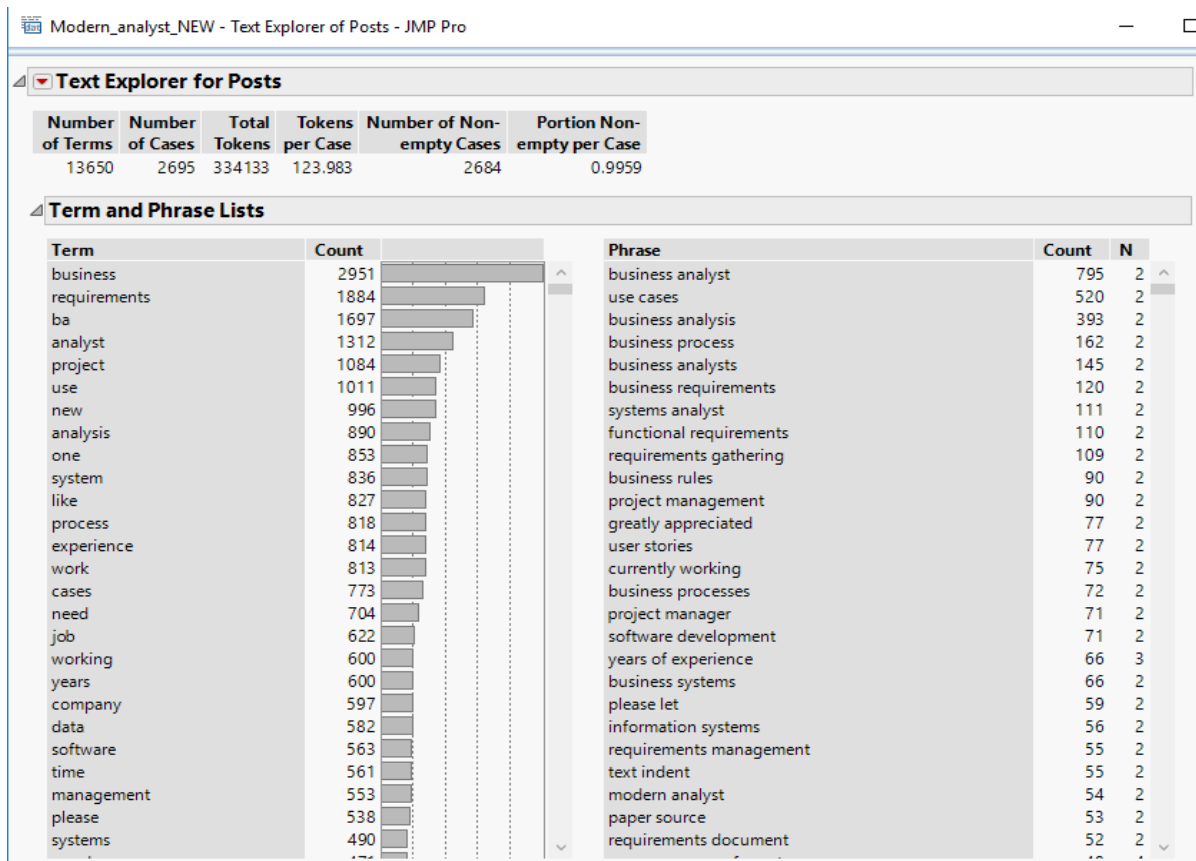 Modern_analyst_NEW - Text Explorer of Posts - JMP Pro
Text Explorer for Posts
Number of Terms Number of Cases Total Tokens Tokens per Case Number of Non-empty Cases Portion Non-empty per Case
13650 2695 334133 123.983 2684 0.9959
Term and Phrase Lists
Term Count Phrase Count N
business 2951 business analyst 795 2
requirements 1884 use cases 520 2
ba 1697 business analysis 393 2
analyst 1312 business process 162 2
project 1084 business analysts 145 2
use 1011 business requirements 120 2
new 996 systems analyst 111 2
analysis 890 functional requirements 110 2
one 853 requirements gathering 109 2
system 836 business rules 90 2
like 827 project management 90 2
process 818 greatly appreciated 77 2
experience 814 user stories 77 2
work 813 currently working 75 2
cases 773 business processes 72 2
need 704 project manager 71 2
job 622 software development 71 2
working 600 years of experience 66 3
years 600 business systems 66 2
company 597 please let 59 2
data 582 information systems 56 2
software 563 requirements management 55 2
time 561 text indent 55 2
management 553 modern analyst 54 2
please 538 paper source 53 2
systems 490 requirements document 52 2